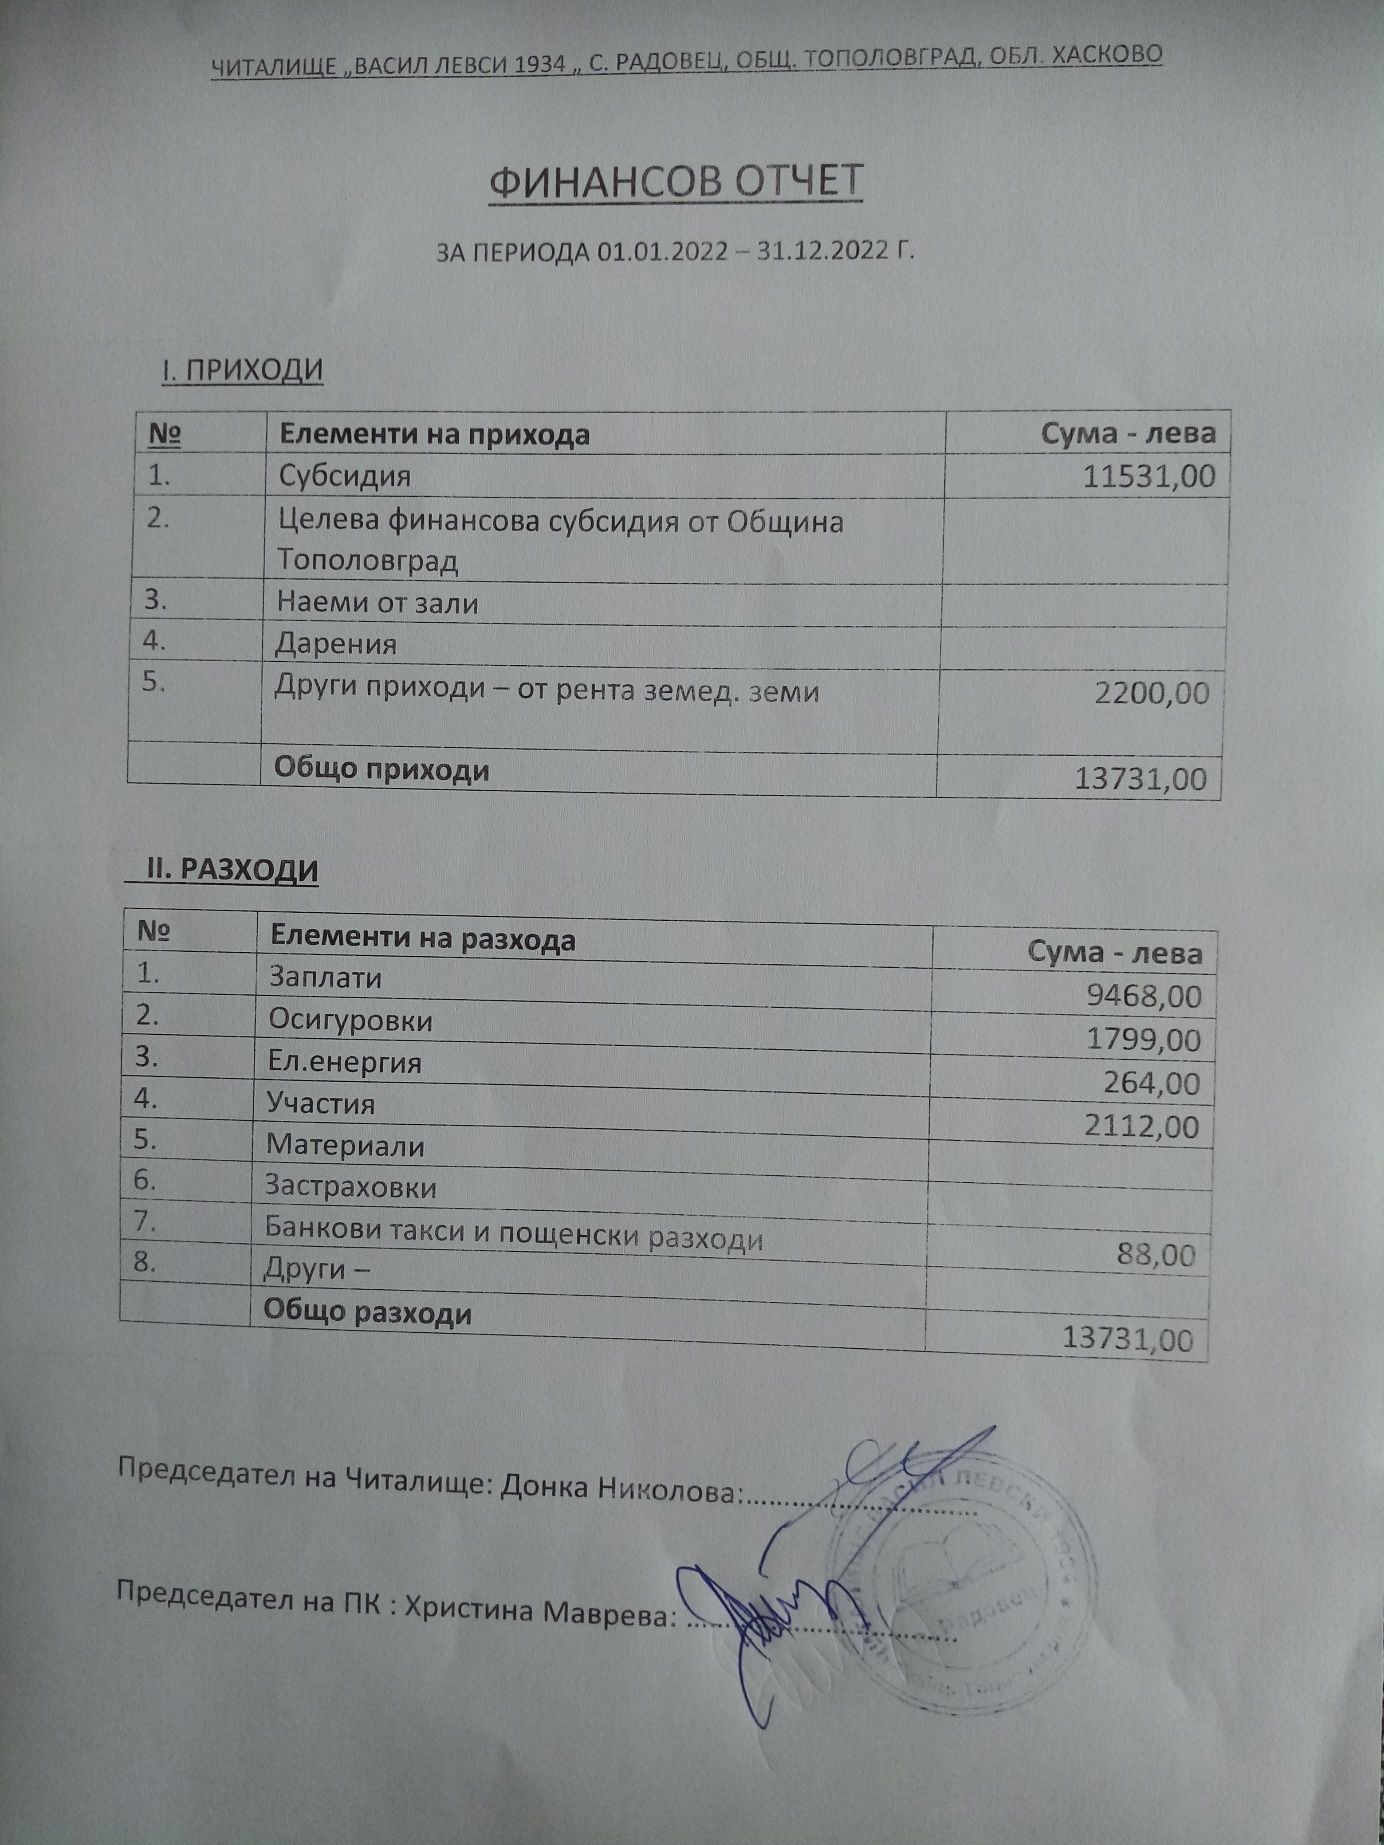 ЧИТАЛИЩЕ „ВАСИЛ ЛЕВСИ 1934 „ С. РАДОВЕЦ, ОБЩ. ТОПОЛОВГРАД, ОБЛ. ХАСКОВО
ФИНАНСОВ ОТЧЕТ
ЗА ПЕРИОДА 01.01.2022 – 31.12.2022 Г.
I. ПРИХОДИ
№ Елементи на прихода Сума - лева
1. Субсидия 11531,00
2. Целева финансова субсидия от Община
Тополовград
3. Наеми от зали
4. Дарения
5. Други приходи – от рента земед. земи 2200,00
Общо приходи 13731,00
II. РАЗХОДИ
№ Елементи на разхода Сума - лева
1. Заплати 9468,00
2. Осигуровки 1799,00
3. Ел.енергия 264,00
4. Участия 2112,00
5. Материали
6. Застраховки
7. Банкови такси и пощенски разходи 88,00
8. Други –
Общо разходи 13731,00
Председател на Читалище: Донка Николова:..............................
Председател на ПК : Христина Маврева: ..................................
ВАСИЛ ЛЕВСКИ 1934
Радовец